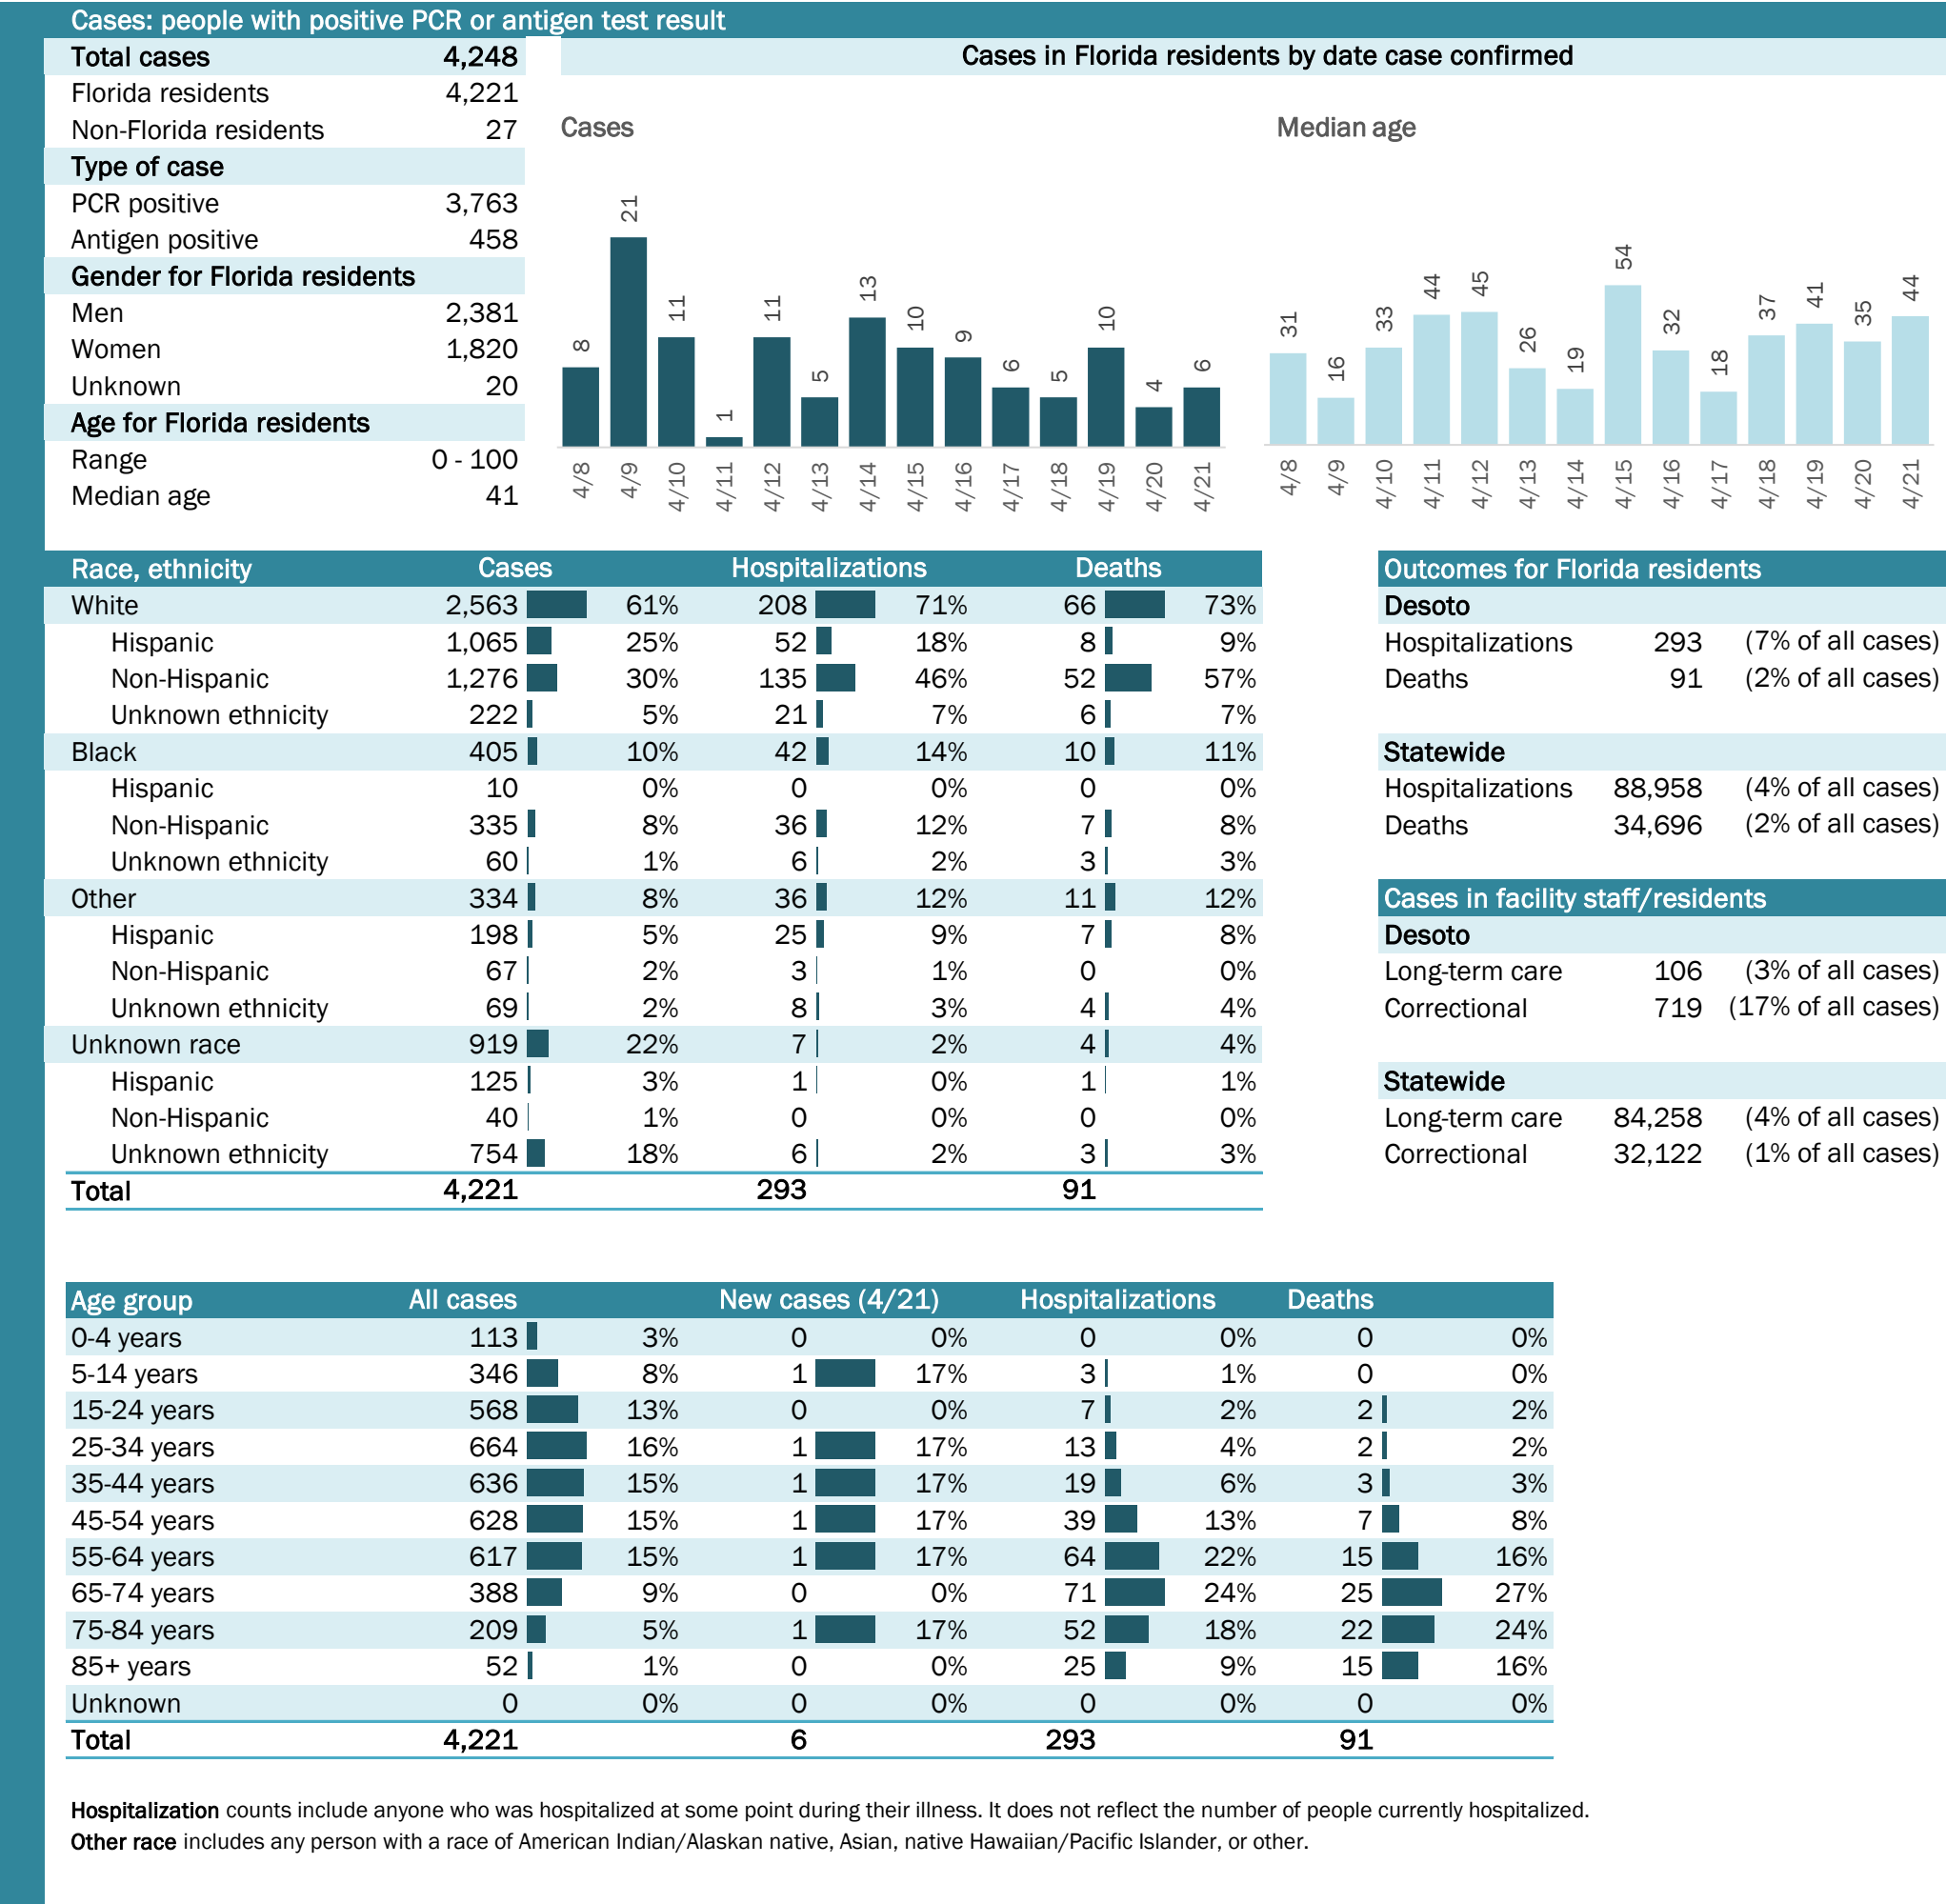 Cases: people with positive PCR or antigen test result
Total cases 4,248
Florida residents 4,221
Non-Florida residents 27
Type of case
PCR positive 3,763
Antigen positive 458
Gender for Florida residents
Men 2,381
Women 1,820
Unknown 20
Age for Florida residents
Range 0 - 100
Median age 41
Cases in Florida residents by date case confirmed
Cases
8 21 11 1 11 5 13 10 9 6 5 10 4 6
4/8 4/9 4/10 4/11 4/12 4/13 4/14 4/15 4/16 4/17 4/18 4/19 4/20 4/21
Median age
31 16 33 44 45 26 19 54 32 18 37 41 35 44
4/8 4/9 4/10 4/11 4/12 4/13 4/14 4/15 4/16 4/17 4/18 4/19 4/20 4/21
Race, ethnicity Cases Hospitalizations Deaths
White 2,563 61% 208 71% 66 73%
Hispanic 1,065 25% 52 18% 8 9%
Non-Hispanic 1,276 30% 135 46% 52 57%
Unknown ethnicity 222 5% 21 7% 6 7%
Black 405 10% 42 14% 10 11%
Hispanic 10 0% 0 0% 0 0%
Non-Hispanic 335 8% 36 12% 7 8%
Unknown ethnicity 60 1% 6 2% 3 3%
Other 334 8% 36 12% 11 12%
Hispanic 198 5% 25 9% 7 8%
Non-Hispanic 67 2% 3 1% 0 0%
Unknown ethnicity 69 2% 8 3% 4 4%
Unknown race 919 22% 7 2% 4 4%
Hispanic 125 3% 1 0% 1 1%
Non-Hispanic 40 1% 0 0% 0 0%
Unknown ethnicity 754 18% 6 2% 3 3%
Total 4,221 293 91
Outcomes for Florida residents
Desoto
Hospitalizations 293 (7% of all cases)
Deaths 91 (2% of all cases)
Statewide
Hospitalizations 88,958 (4% of all cases)
Deaths 34,696 (2% of all cases)
Cases in facility staff/residents
Desoto
Long-term care 106 (3% of all cases)
Correctional 719 (17% of all cases)
Statewide
Long-term care 84,258 (4% of all cases)
Correctional 32,122 (1% of all cases)
Age group All cases New cases (4/21) Hospitalizations Deaths
0-4 years 113 3% 0 0% 0 0% 0 0%
5-14 years 346 8% 1 17% 3 1% 0 0%
15-24 years 568 13% 0 0% 7 2% 2 2%
25-34 years 664 16% 1 17% 13 4% 2 2%
35-44 years 636 15% 1 17% 19 6% 3 3%
45-54 years 628 15% 1 17% 39 13% 7 8%
55-64 years 617 15% 1 17% 64 22% 15 16%
65-74 years 388 9% 0 0% 71 24% 25 27%
75-84 years 209 5% 1 17% 52 18% 22 24%
85+ years 52 1% 0 0% 25 9% 15 16%
Unknown 0 0% 0 0% 0 0% 0 0%
Total 4,221 6 293 91
Hospitalization counts include anyone who was hospitalized at some point during their illness. It does not reflect the number of people currently hospitalized.
Other race includes any person with a race of American Indian/Alaskan native, Asian, native Hawaiian/Pacific Islander, or other.